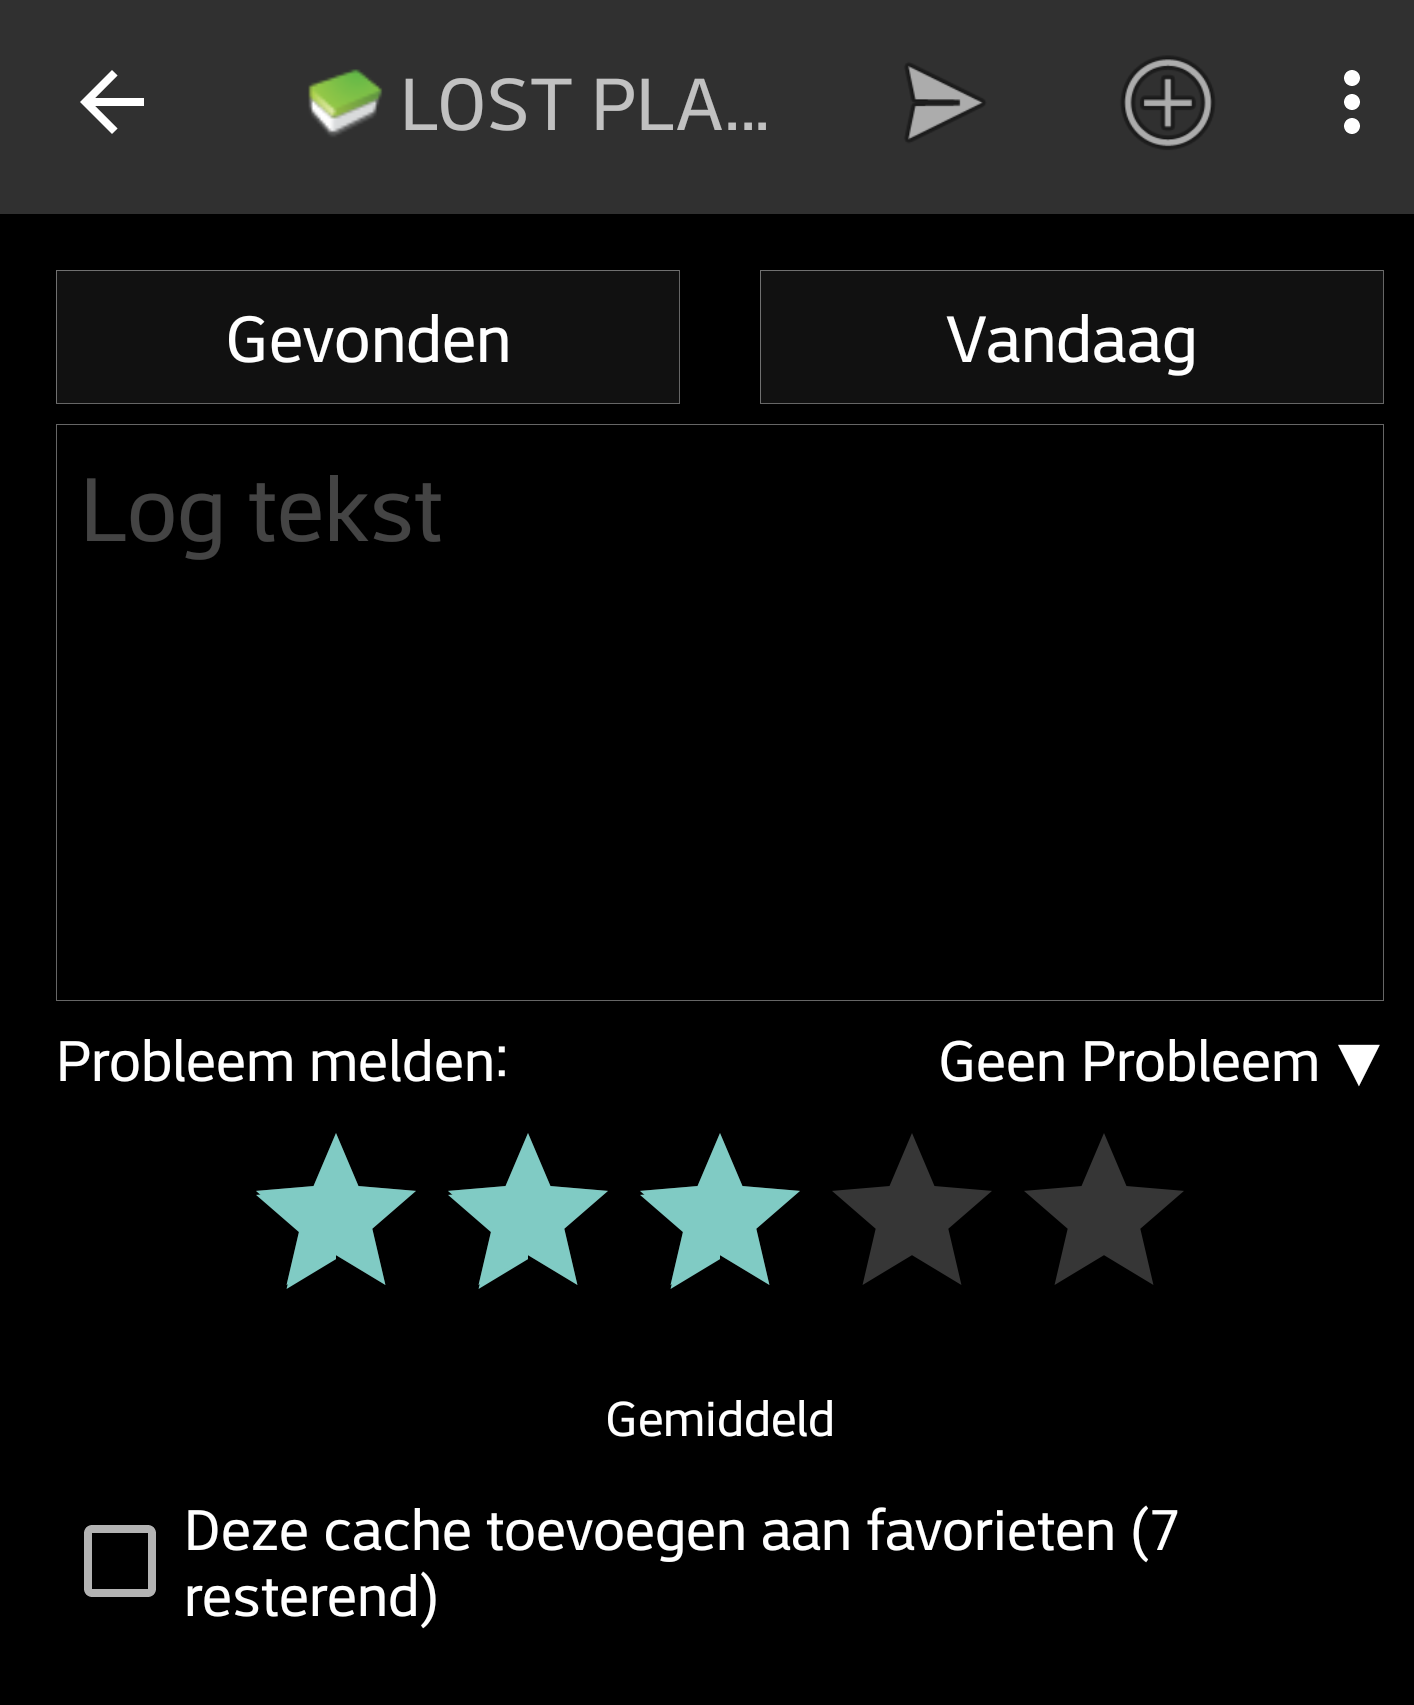 LOST PLA...
Gevonden
Vandaag
Log tekst
Probleem melden:
Geen Probleem ▼
Gemiddeld
Deze cache toevoegen aan favorieten (7
resterend)